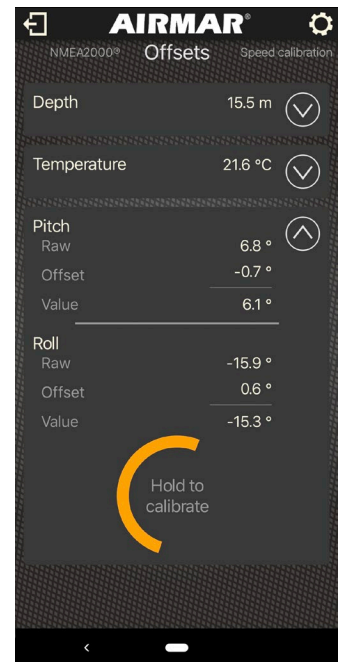 AIRMAR®
NMEA2000® Offsets Speed calibration
Depth 15.5 m
Temperature 21.6 °C
Pitch
Raw 6.8 °
Offset -0.7 °
Value 6.1 °
Roll
Raw -15.9 °
Offset 0.6 °
Value -15.3 °
Hold to
calibrate